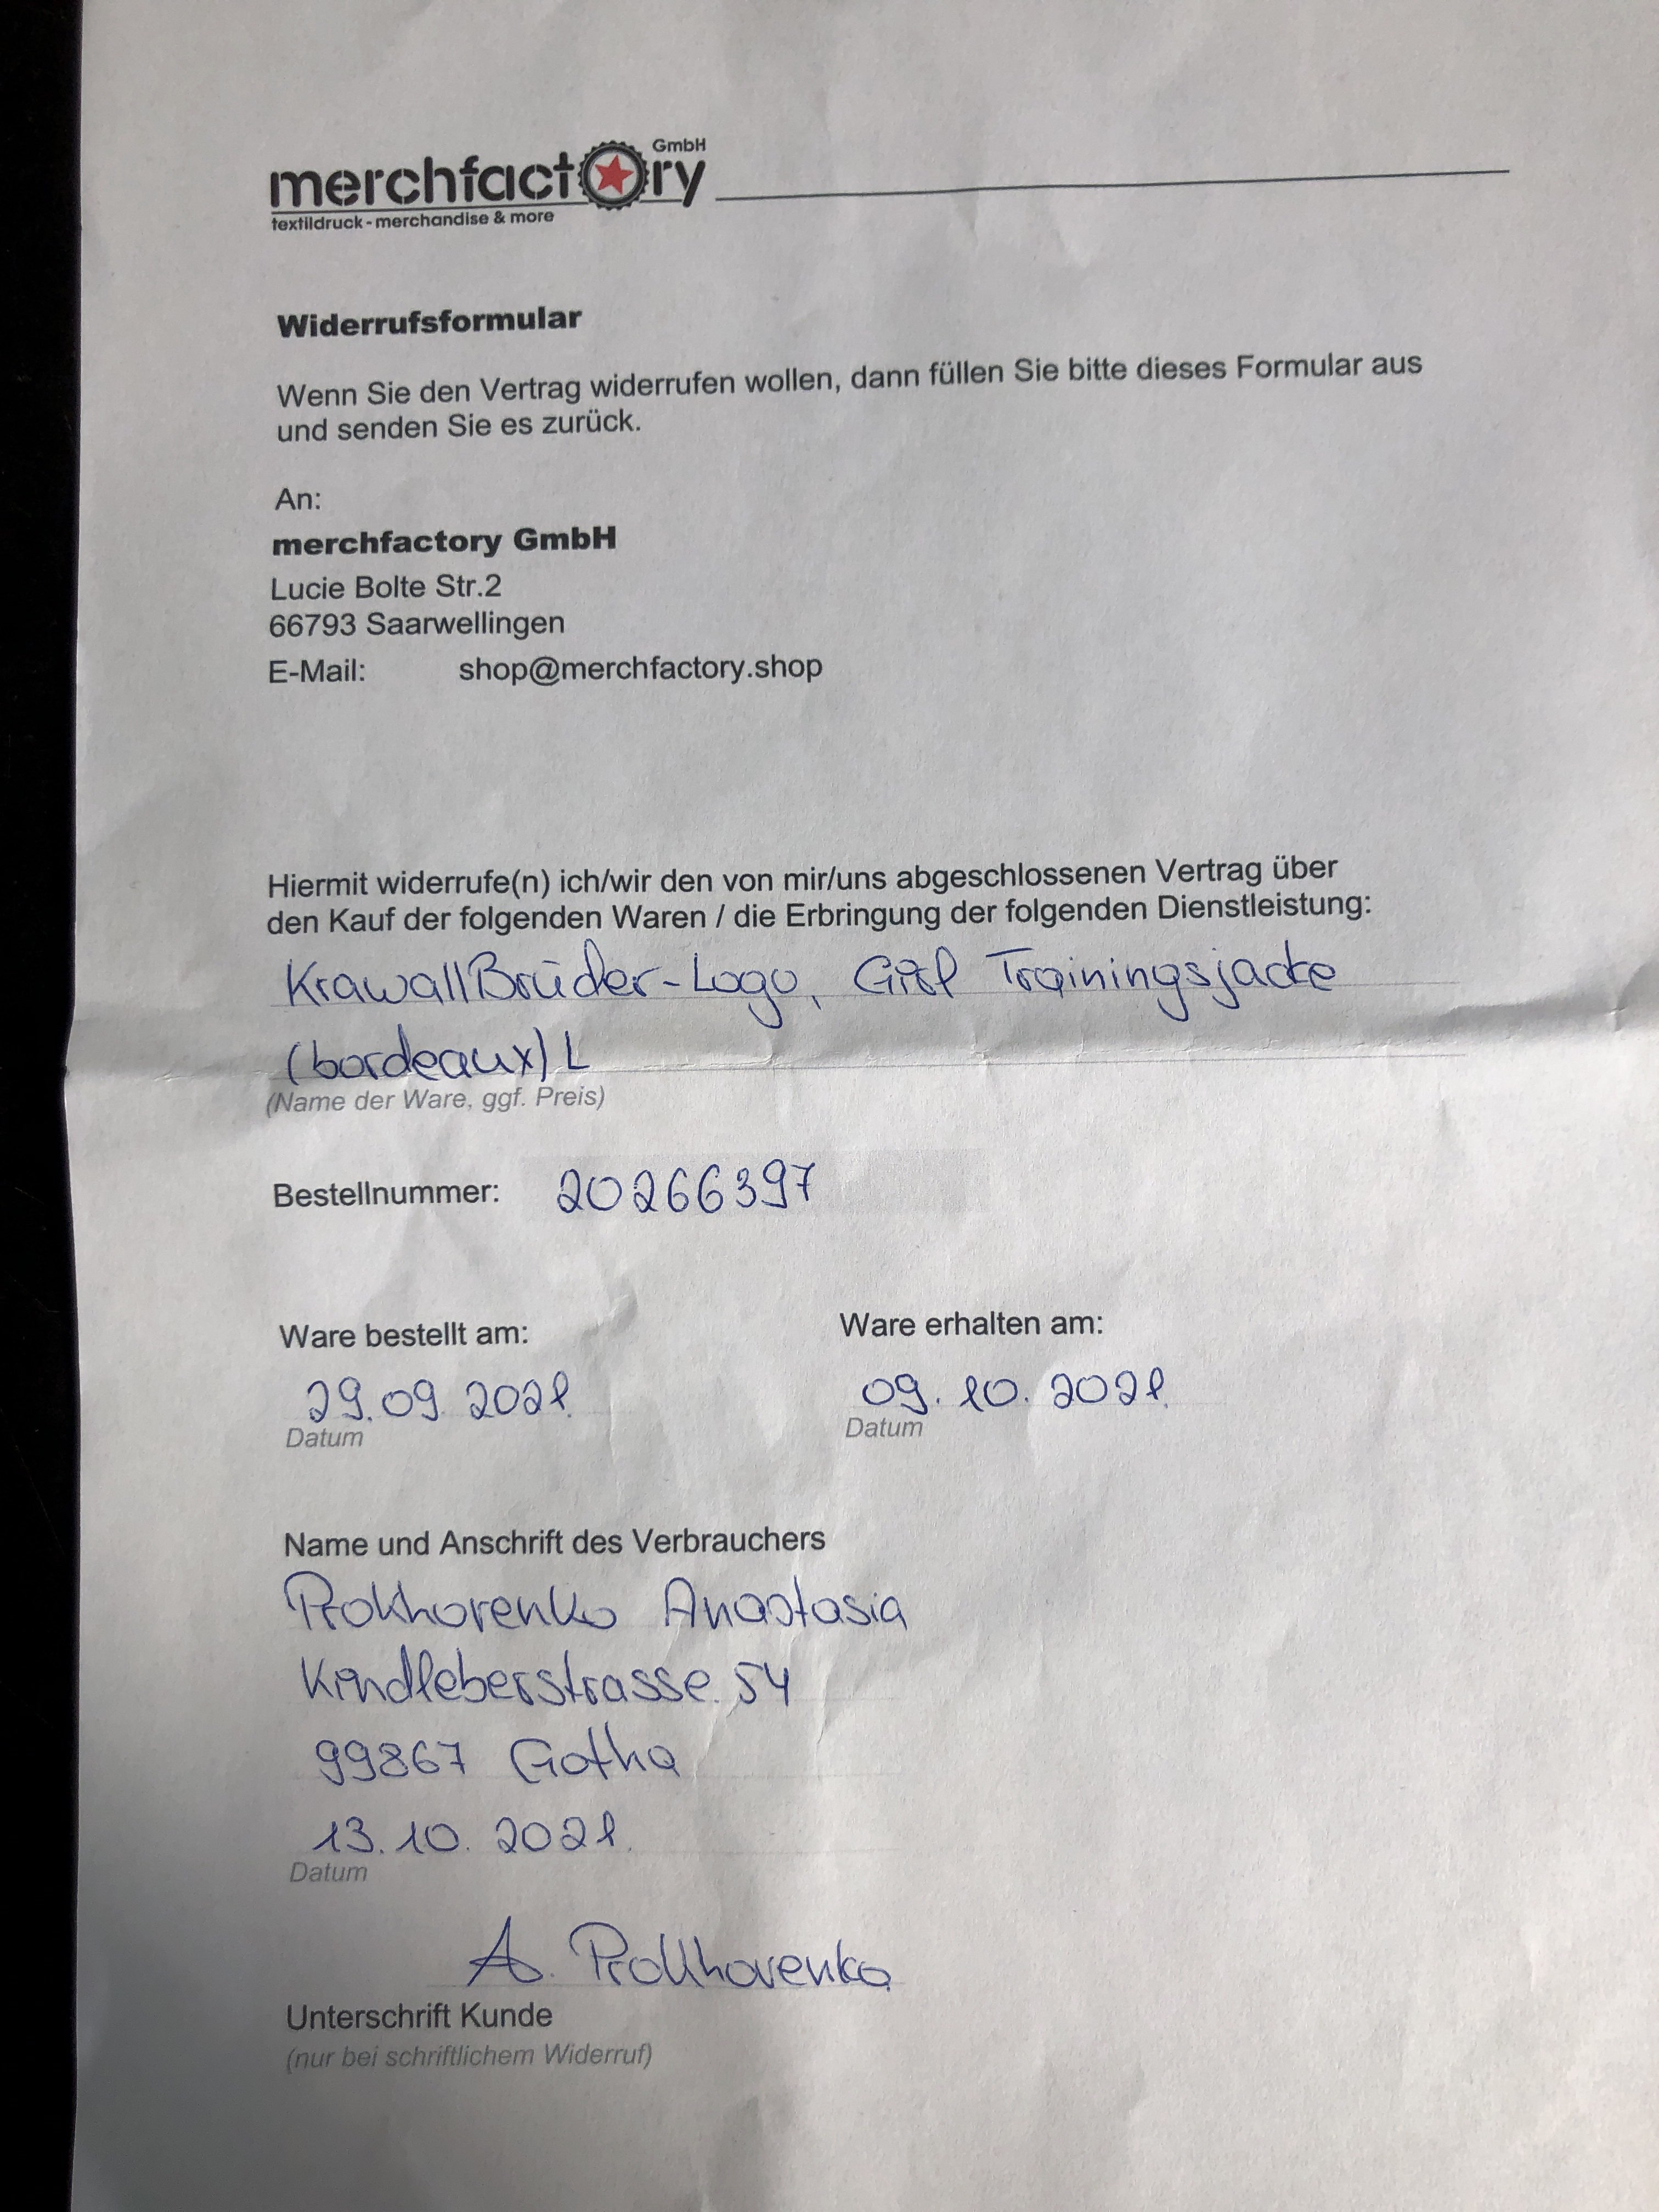 merchfactory GmbH
textildruck - merchandise & more
Widerrufsformular
Wenn Sie den Vertrag widerrufen wollen, dann füllen Sie bitte dieses Formular aus
und senden Sie es zurück.
An:
merchfactory GmbH
Lucie Bolte Str.2
66793 Saarwellingen
E-Mail: shop@merchfactory.shop
Hiermit widerrufe(n) ich/wir den von mir/uns abgeschlossenen Vertrag über
den Kauf der folgenden Waren / die Erbringung der folgenden Dienstleistung:
KrawallBrüder-Logo, Girl Trainingsjacke
(bordeaux) L
(Name der Ware, ggf. Preis)
Bestellnummer: 20266397
Ware bestellt am: Ware erhalten am:
29.09.2021. 09.10.2021.
Datum Datum
Name und Anschrift des Verbrauchers
Prokhorenko Anastasia
Kindleberstrasse 54
99867 Gotha
13.10.2021.
Datum
A. Prokhorenko
Unterschrift Kunde
(nur bei schriftlichem Widerruf)